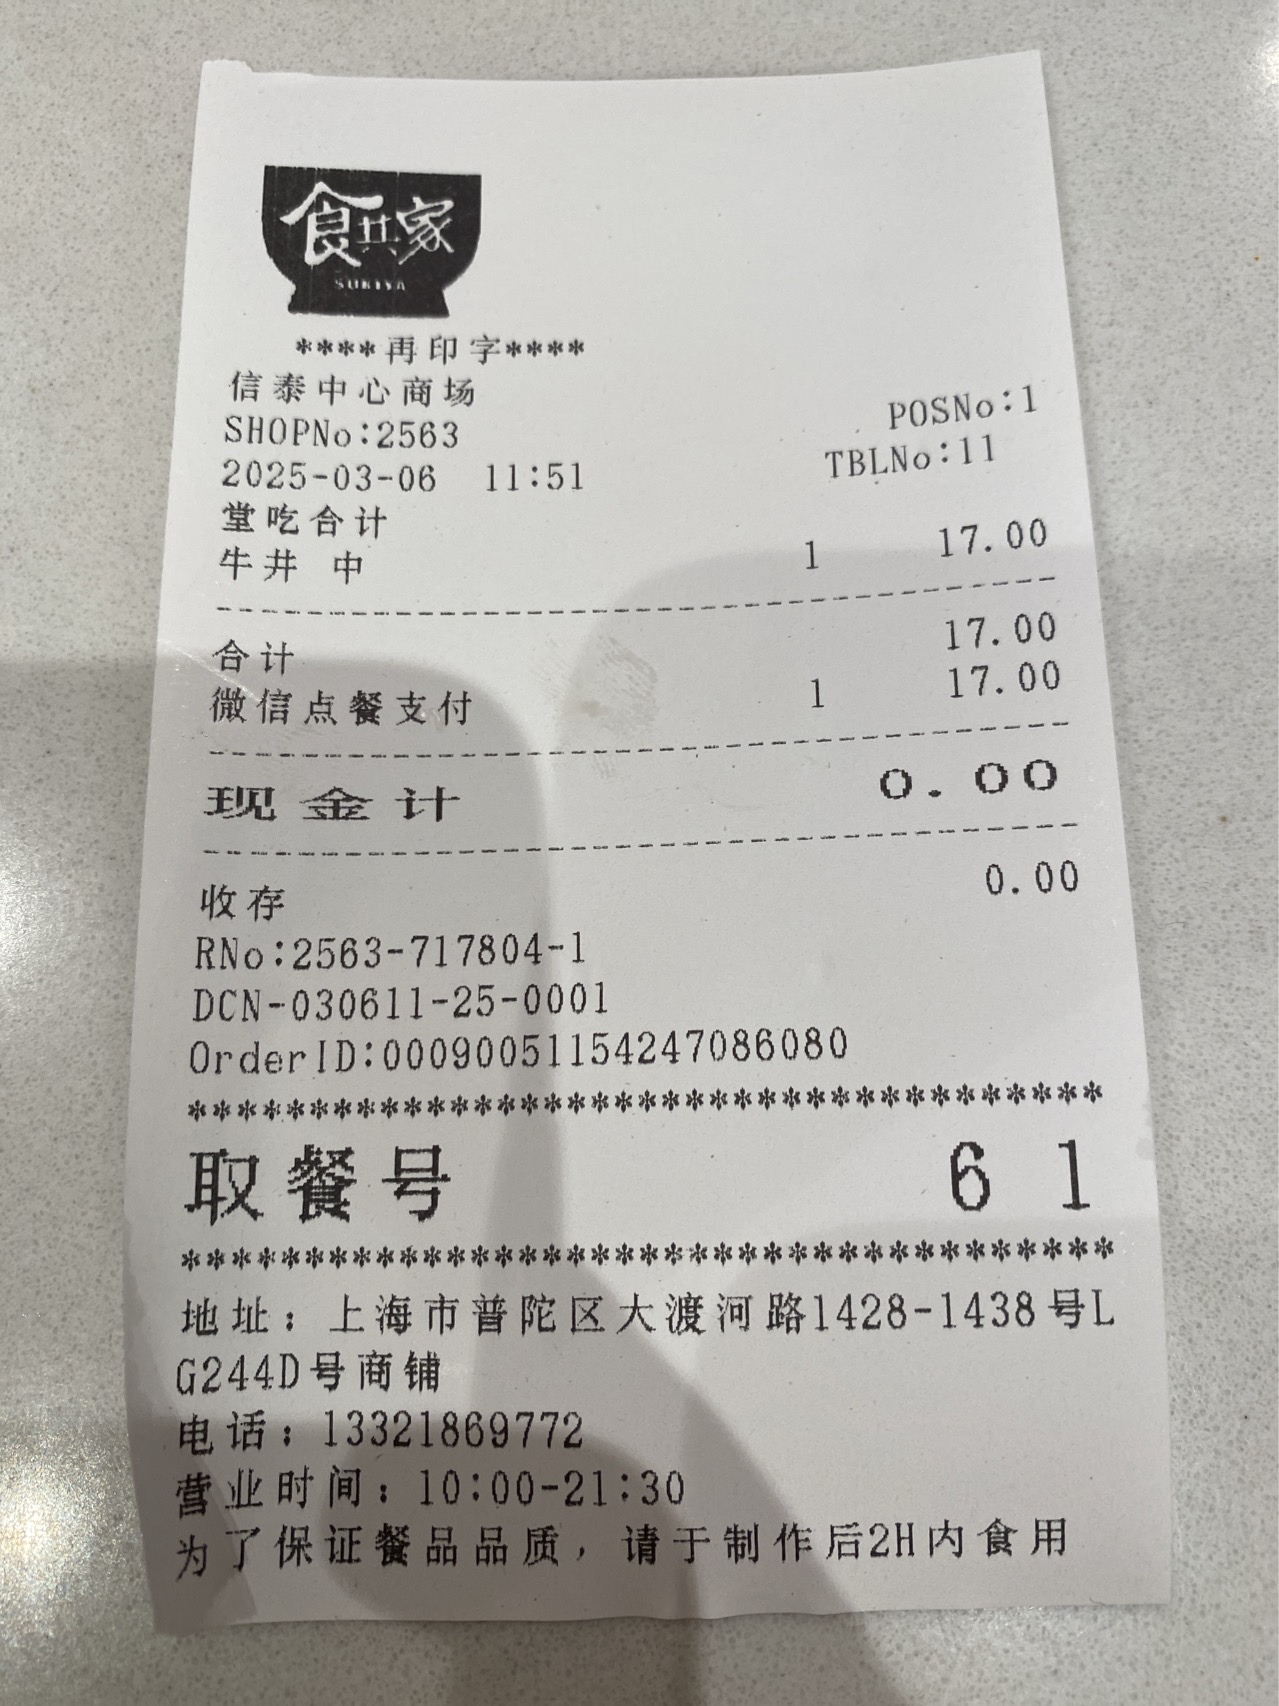 食其家
SUKIYA
****再印字****
信泰中心商场
SHOPNo:2563 POSNo:1
2025-03-06 11:51 TBLNo:11
堂吃合计
牛井 中 1 17.00
合计 17.00
微信点餐支付 1 17.00
现金计 0.00
收存 0.00
RNo:2563-717804-1
DCN-030611-25-0001
OrderID:000900511542470​86080
**************************************
取餐号 61
**************************************
地址：上海市普陀区大渡河路1428-1438号L
G244D号商铺
电话：13321869772
营业时间：10:00-21:30
为了保证餐品品质，请于制作后2H内食用